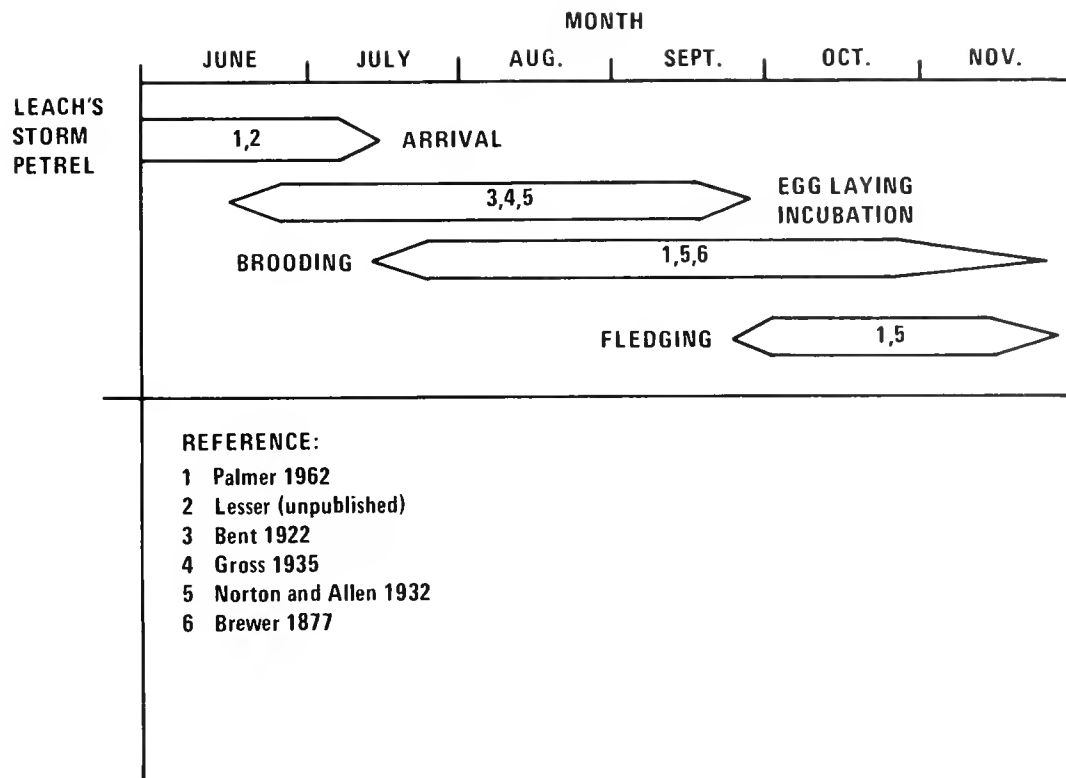 MONTH
JUNE JULY AUG. SEPT. OCT. NOV.
LEACH'S
STORM
PETREL
1,2 ARRIVAL
3,4,5 EGG LAYING
INCUBATION
BROODING 1,5,6
FLEDGING 1,5
REFERENCE:
1 Palmer 1962
2 Lesser (unpublished)
3 Bent 1922
4 Gross 1935
5 Norton and Allen 1932
6 Brewer 1877